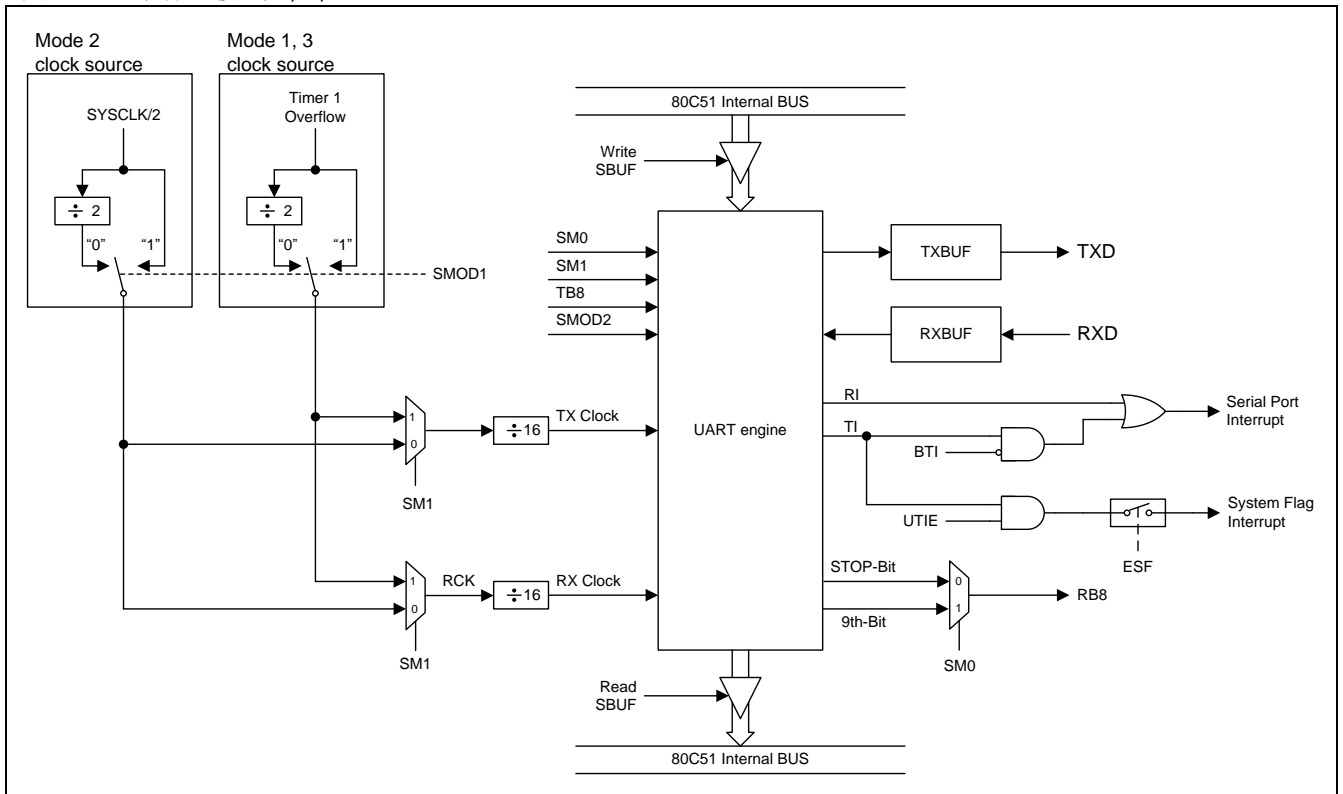 Mode 2
clock source
Mode 1, 3
clock source
SYSCLK/2
Timer 1
Overflow
÷ 2
÷ 2
“0”
“1”
“0”
“1”
SMOD1
80C51 Internal BUS
Write
SBUF
SM0
SM1
TB8
SMOD2
TXBUF
TXD
RXBUF
RXD
1
0
SM1
÷16
TX Clock
UART engine
RI
TI
BTI
Serial Port
Interrupt
UTIE
ESF
System Flag
Interrupt
1
0
SM1
RCK
÷16
RX Clock
STOP-Bit
9th-Bit
0
1
SM0
RB8
Read
SBUF
80C51 Internal BUS